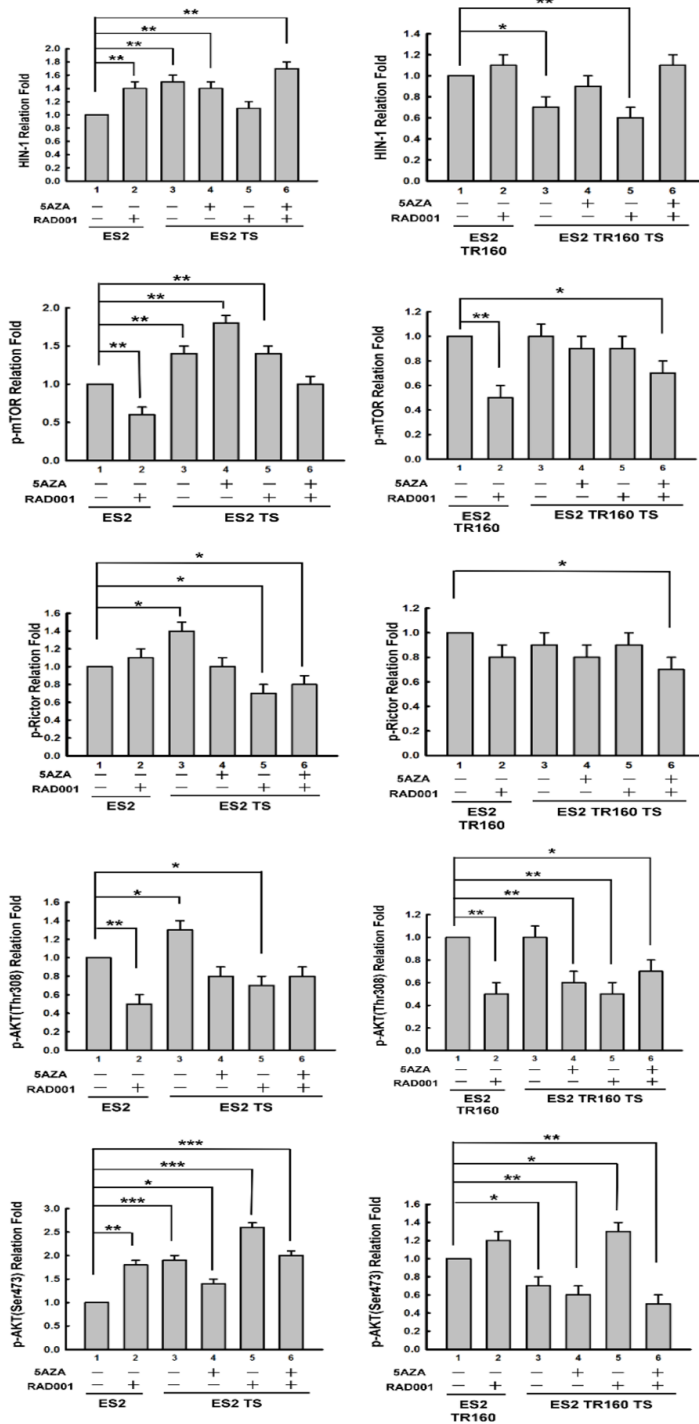 **
**
**
**
HIN-1 Relation Fold
2.0
1.8
1.6
1.4
1.2
1.0
0.8
0.6
0.4
0.2
0.0
1 2 3 4 5 6
5AZA − − − + − +
RAD001 − + − − + +
ES2 ES2 TS
**
*
HIN-1 Relation Fold
1.4
1.2
1.0
0.8
0.6
0.4
0.2
0.0
1 2 3 4 5 6
5AZA − − − + − +
RAD001 − + − − + +
ES2 ES2 TR160 TS
TR160
**
**
**
**
p-mTOR Relation Fold
2.0
1.5
1.0
0.5
0.0
1 2 3 4 5 6
5AZA − − − + − +
RAD001 − + − − + +
ES2 ES2 TS
*
**
p-mTOR Relation Fold
1.2
1.0
0.8
0.6
0.4
0.2
0.0
1 2 3 4 5 6
5AZA − − − + − +
RAD001 − + − − + +
ES2 ES2 TR160 TS
TR160
*
*
*
p-Rictor Relation Fold
1.6
1.4
1.2
1.0
0.8
0.6
0.4
0.2
0.0
1 2 3 4 5 6
5AZA − − − + − +
RAD001 − + − − + +
ES2 ES2 TS
*
p-Rictor Relation Fold
1.2
1.0
0.8
0.6
0.4
0.2
0.0
1 2 3 4 5 6
5AZA − − − + − +
RAD001 − + − − + +
ES2 ES2 TR160 TS
TR160
*
*
**
p-AKT(Thr308) Relation Fold
1.6
1.4
1.2
1.0
0.8
0.6
0.4
0.2
0.0
1 2 3 4 5 6
5AZA − − − + − +
RAD001 − + − − + +
ES2 ES2 TS
*
**
**
**
p-AKT(Thr308) Relation Fold
1.2
1.0
0.8
0.6
0.4
0.2
0.0
1 2 3 4 5 6
5AZA − − − + − +
RAD001 − + − − + +
ES2 ES2 TR160 TS
TR160
***
***
*
***
**
p-AKT(Ser473) Relation Fold
3.0
2.5
2.0
1.5
1.0
0.5
0.0
1 2 3 4 5 6
5AZA − − − + − +
RAD001 − + − − + +
ES2 ES2 TS
**
*
**
*
p-AKT(Ser473) Relation Fold
1.6
1.4
1.2
1.0
0.8
0.6
0.4
0.2
0.0
1 2 3 4 5 6
5AZA − − − + − +
RAD001 − + − − + +
ES2 ES2 TR160 TS
TR160